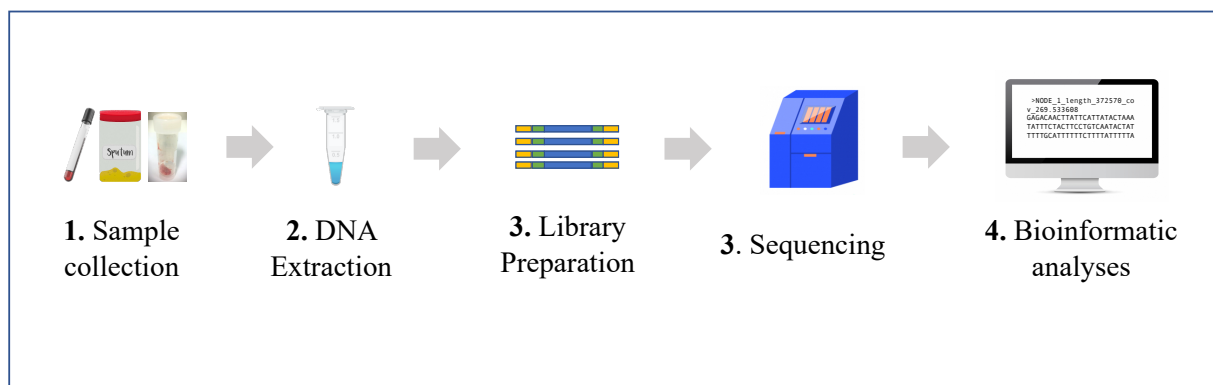 Sputum
>NODE_1_length_372570_co
v_269.533608
GAGACAACTTATTCATTATACTAAA
TATTTCTACTTCCTGTCAATACTAT
TTTTGCATTTTTTCTTTTATTTTTA
1. Sample
collection
2. DNA
Extraction
3. Library
Preparation
3. Sequencing
4. Bioinformatic
analyses